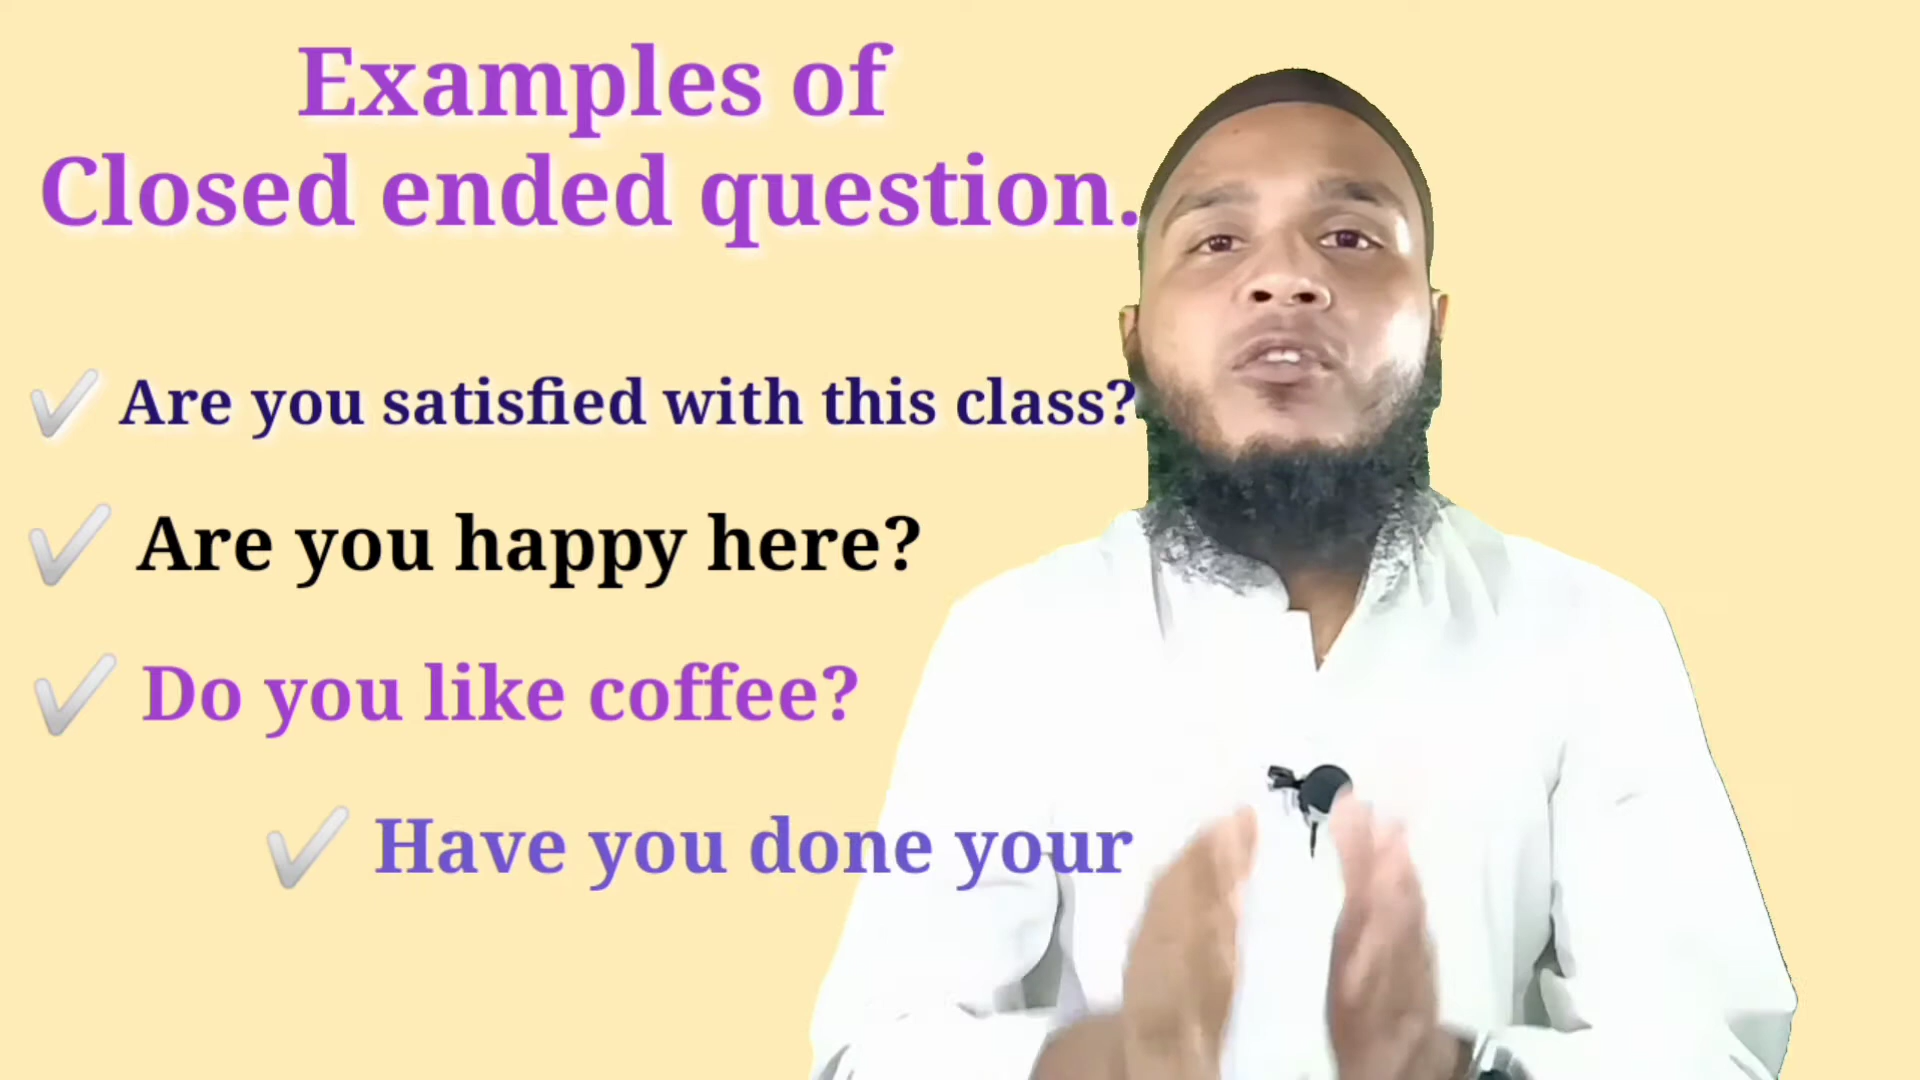 Examples of
Closed ended question.
✔ Are you satisfied with this class?
✔ Are you happy here?
✔ Do you like coffee?
✔ Have you done your